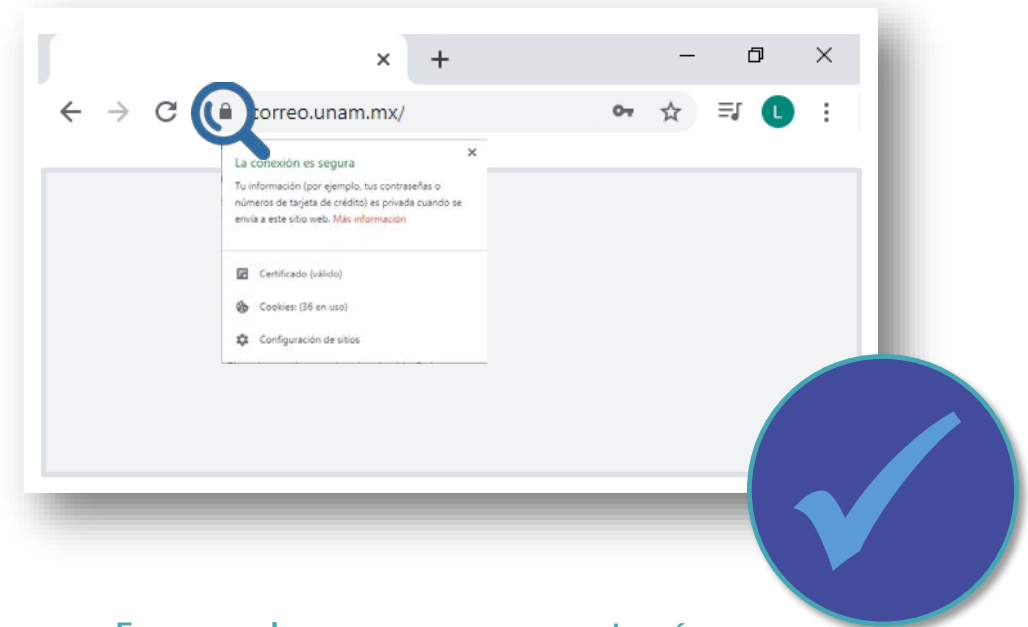 correo.unam.mx/
L
La conexión es segura
Tu información (por ejemplo, tus contraseñas o
números de tarjeta de crédito) es privada cuando se
envía a este sitio web. Más información
Certificado (válido)
Cookies: (36 en uso)
Configuración de sitios